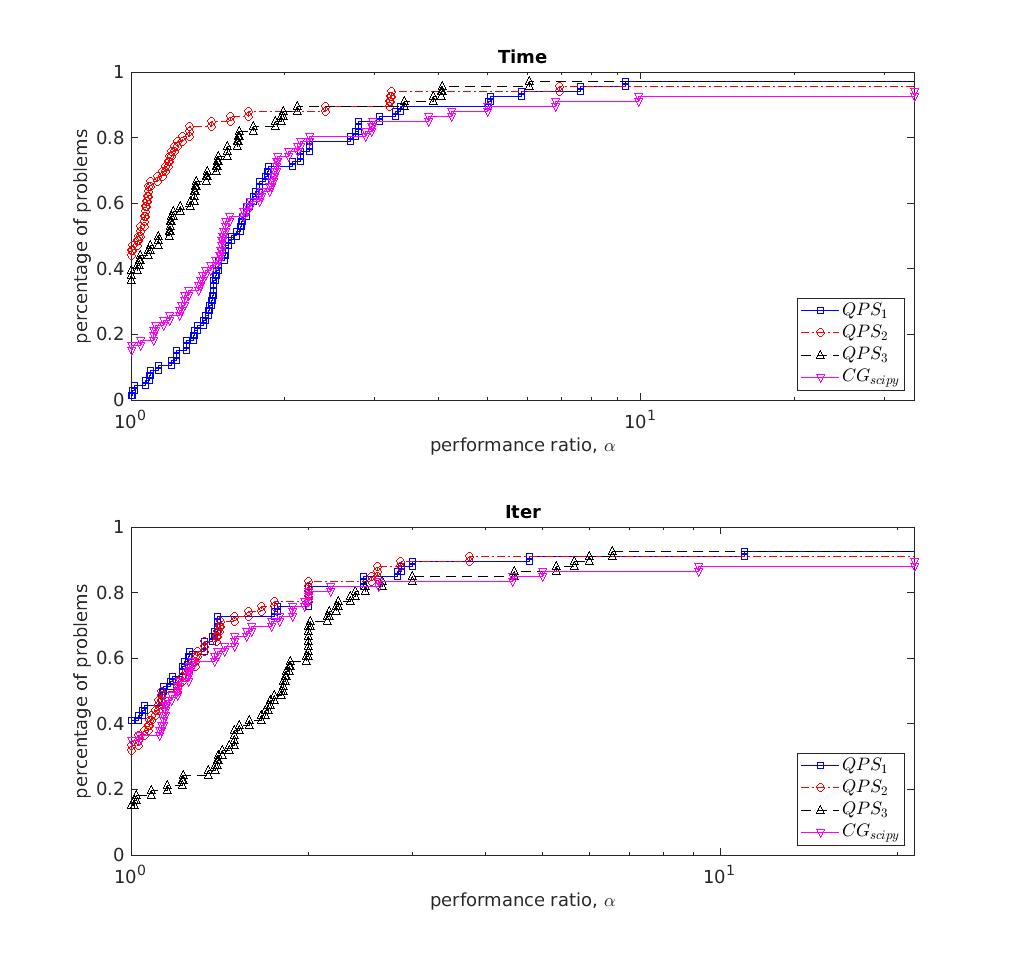 Time
percentage of problems
1
0.8
0.6
0.4
0.2
0
10^0
10^1
performance ratio, α
QPS_1
QPS_2
QPS_3
CG_scipy
Iter
percentage of problems
1
0.8
0.6
0.4
0.2
0
10^0
10^1
performance ratio, α
QPS_1
QPS_2
QPS_3
CG_scipy